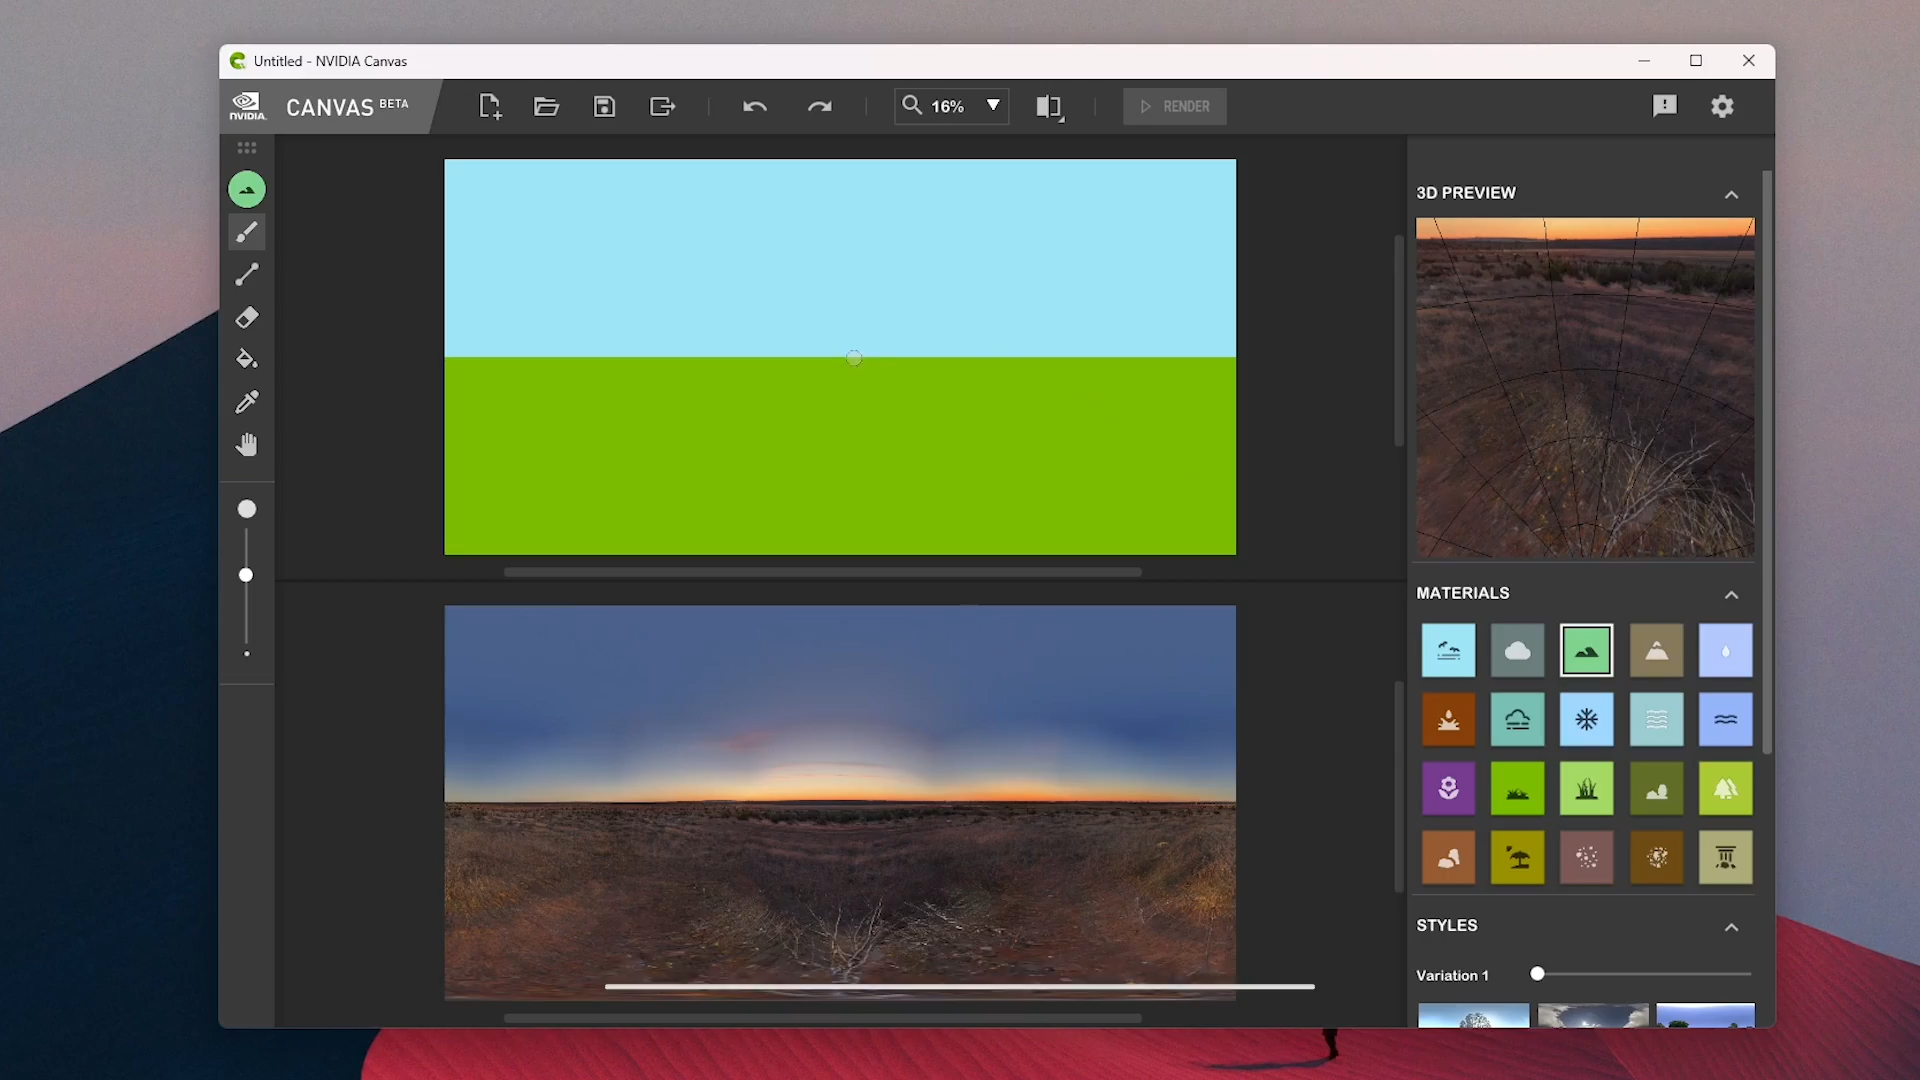 Untitled - NVIDIA Canvas
NVIDIA.
CANVAS BETA
16%
RENDER
3D PREVIEW
MATERIALS
STYLES
Variation 1